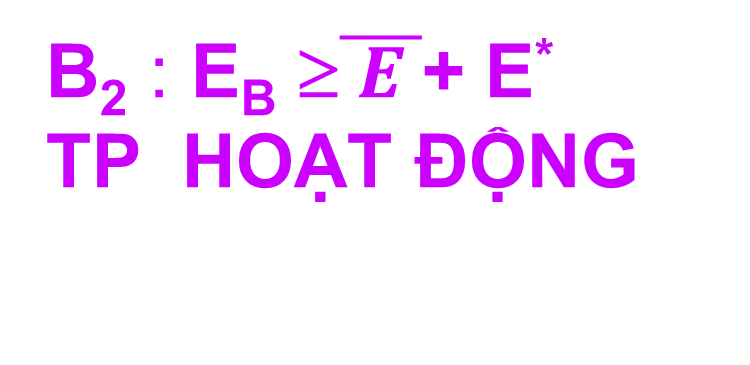 B₂ : E_B ≥ E̅ + E*
TP HOẠT ĐỘNG